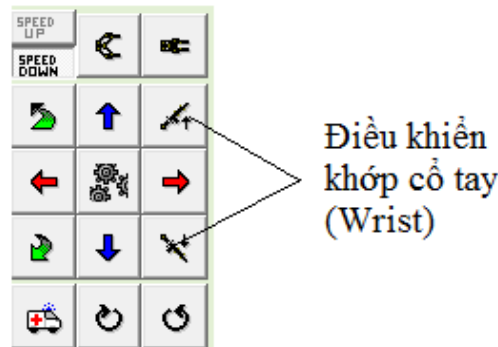 SPEED
UP
SPEED
DOWN
Điều khiển
khớp cổ tay
(Wrist)